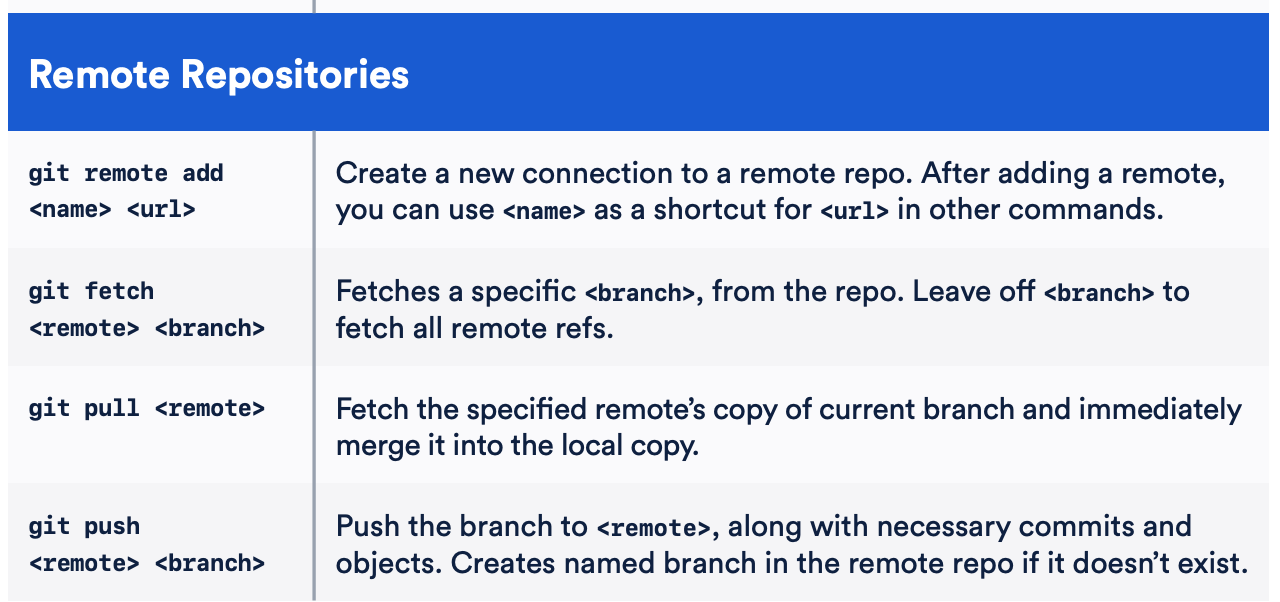 Remote Repositories
git remote add
<name> <url>
Create a new connection to a remote repo. After adding a remote,
you can use <name> as a shortcut for <url> in other commands.
git fetch
<remote> <branch>
Fetches a specific <branch>, from the repo. Leave off <branch> to
fetch all remote refs.
git pull <remote>
Fetch the specified remote’s copy of current branch and immediately
merge it into the local copy.
git push
<remote> <branch>
Push the branch to <remote>, along with necessary commits and
objects. Creates named branch in the remote repo if it doesn’t exist.